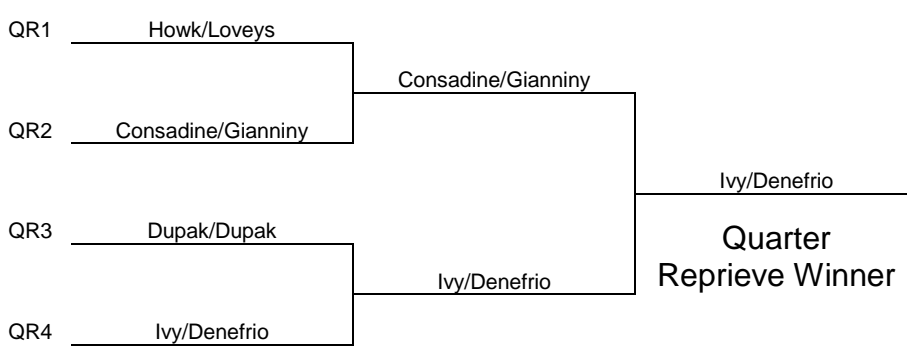 QR1 Howk/Loveys
Consadine/Gianniny
QR2 Consadine/Gianniny
Ivy/Denefrio
QR3 Dupak/Dupak
Quarter
Reprieve Winner
Ivy/Denefrio
QR4 Ivy/Denefrio